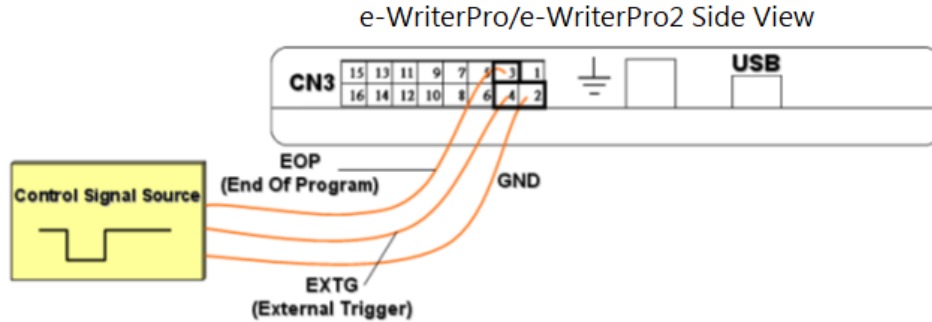 e-WriterPro/e-WriterPro2 Side View
CN3
15 13 11 9 7 5 3 1
16 14 12 10 8 6 4 2
USB
EOP
(End Of Program)
GND
Control Signal Source
EXTG
(External Trigger)